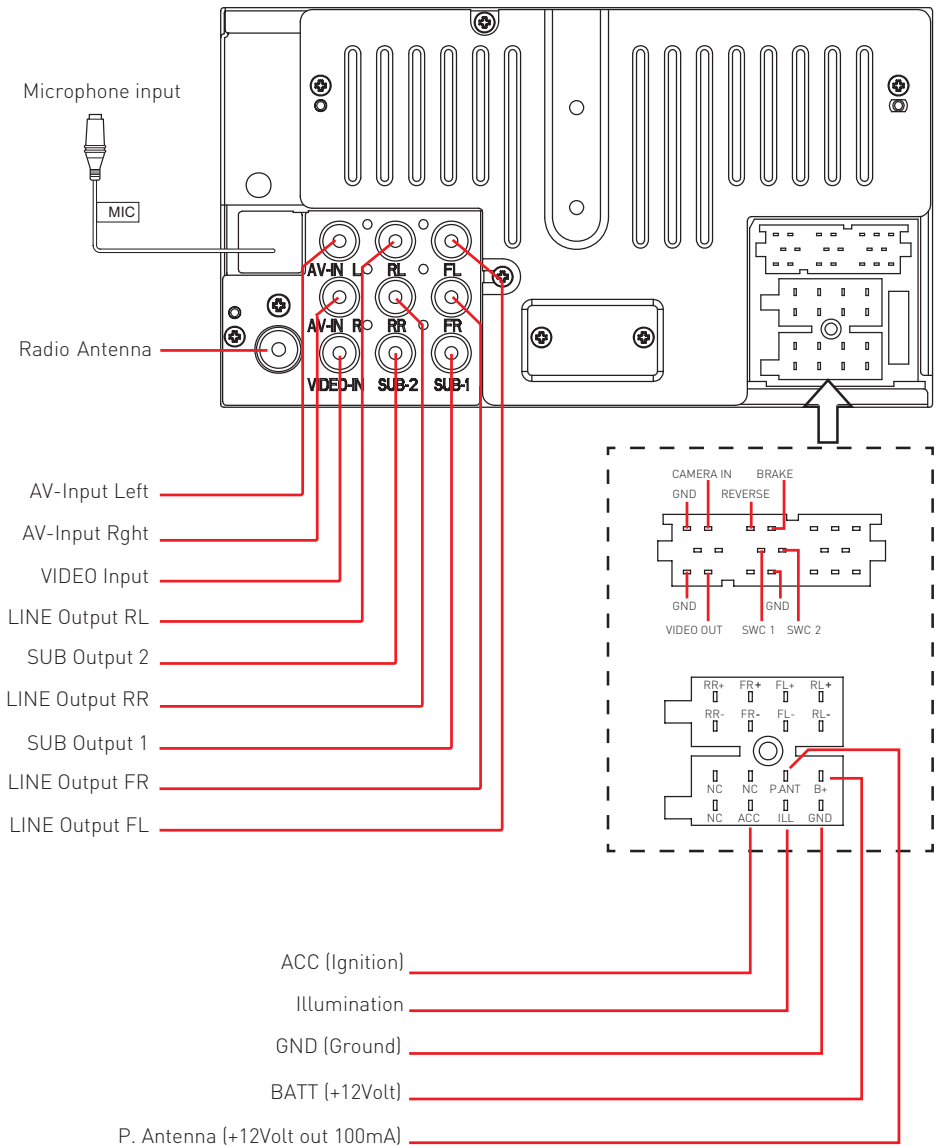 Microphone input
MIC
AV-IN L RL FL
AV-IN R RR FR
VIDEO-IN SUB-2 SUB-1
Radio Antenna
AV-Input Left
AV-Input Rght
VIDEO Input
LINE Output RL
SUB Output 2
LINE Output RR
SUB Output 1
LINE Output FR
LINE Output FL
CAMERA IN BRAKE
GND REVERSE
GND GND
VIDEO OUT SWC 1 SWC 2
RR+ FR+ FL+ RL+
RR- FR- FL- RL-
NC NC P.ANT B+
NC ACC ILL GND
ACC (Ignition)
Illumination
GND (Ground)
BATT (+12Volt)
P. Antenna (+12Volt out 100mA)